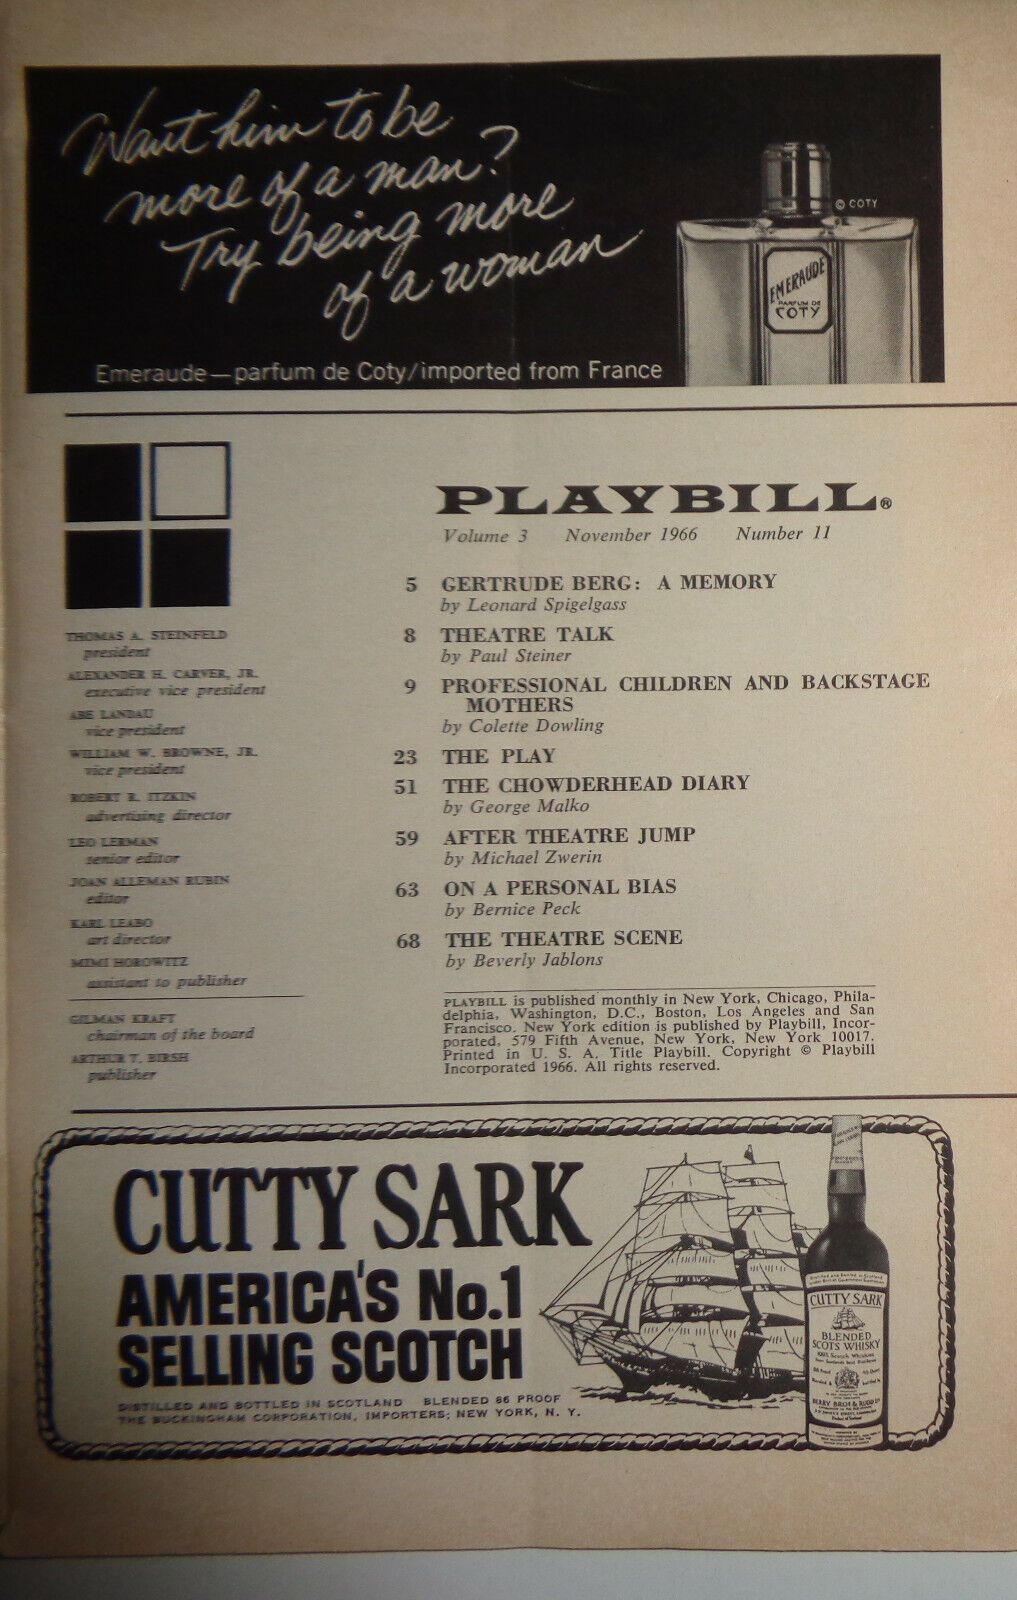 Want him to be
more of a man?
Try being more
of a woman
© COTY
EMERAUDE
PARFUM DE
COTY
Emeraude—parfum de Coty/imported from France
THOMAS A. STEINFELD
president
ALEXANDER H. CARVER, JR.
executive vice president
ABE LANDAU
vice president
WILLIAM W. BROWNE, JR.
vice president
ROBERT R. ITZKIN
advertising director
LEO LERMAN
senior editor
JOAN ALLEMAN RUBIN
editor
KARL LEABO
art director
MIMI HOROWITZ
assistant to publisher
GILMAN KRAFT
chairman of the board
ARTHUR T. BIRSH
publisher
PLAYBILL®
Volume 3 November 1966 Number 11
5 GERTRUDE BERG: A MEMORY
by Leonard Spigelgass
8 THEATRE TALK
by Paul Steiner
9 PROFESSIONAL CHILDREN AND BACKSTAGE
MOTHERS
by Colette Dowling
23 THE PLAY
51 THE CHOWDERHEAD DIARY
by George Malko
59 AFTER THEATRE JUMP
by Michael Zwerin
63 ON A PERSONAL BIAS
by Bernice Peck
68 THE THEATRE SCENE
by Beverly Jablons
PLAYBILL is published monthly in New York, Chicago, Phila-
delphia, Washington, D.C., Boston, Los Angeles and San
Francisco. New York edition is published by Playbill, Incor-
porated, 579 Fifth Avenue, New York, New York 10017.
Printed in U. S. A. Title Playbill. Copyright © Playbill
Incorporated 1966. All rights reserved.
CUTTY SARK
AMERICA'S No.1
SELLING SCOTCH
DISTILLED AND BOTTLED IN SCOTLAND BLENDED 86 PROOF
THE BUCKINGHAM CORPORATION, IMPORTERS; NEW YORK, N. Y.
CUTTY SARK
BLENDED
SCOTS WHISKY
100% Scotch Whiskies
BERRY BROS & RUDD LTD